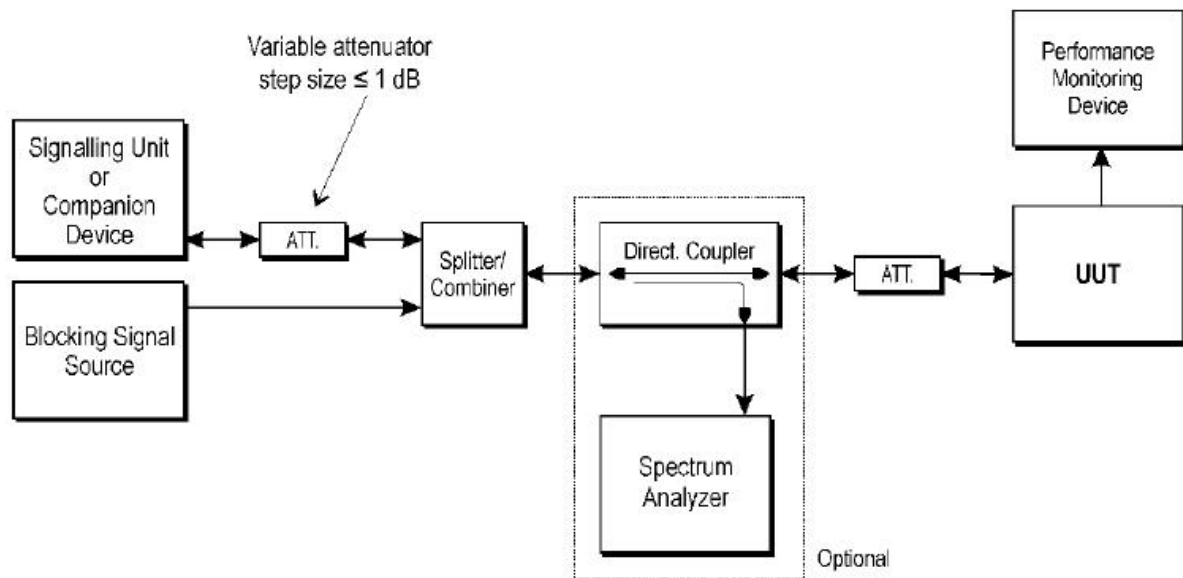 Variable attenuator
step size ≤ 1 dB
Performance
Monitoring
Device
Signalling Unit
or
Companion
Device
ATT.
Splitter/
Combiner
Direct. Coupler
ATT.
UUT
Blocking Signal
Source
Spectrum
Analyzer
Optional